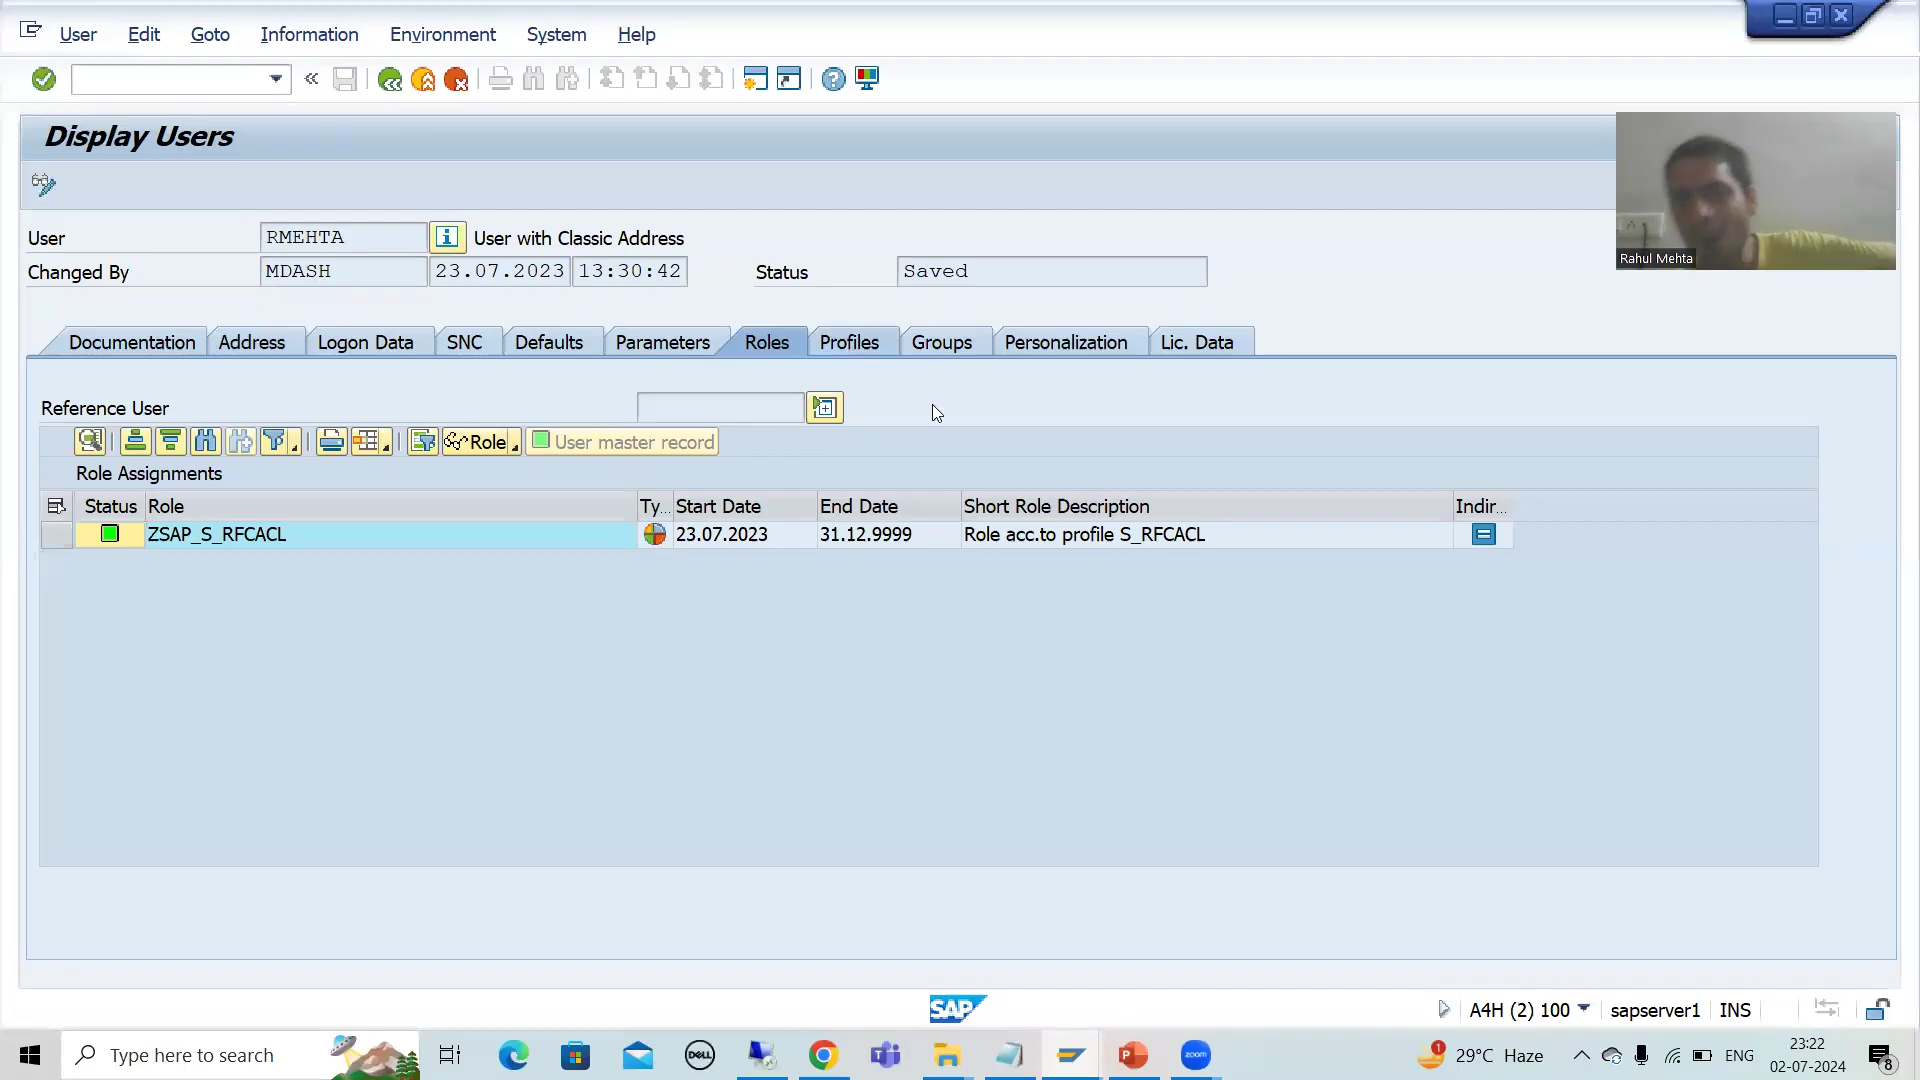 User Edit Goto Information Environment System Help
Display Users
Rahul Mehta
User RMEHTA User with Classic Address
Changed By MDASH 23.07.2023 13:30:42 Status Saved
Documentation Address Logon Data SNC Defaults Parameters Roles Profiles Groups Personalization Lic. Data
Reference User
Role User master record
Role Assignments
Status Role Ty... Start Date End Date Short Role Description Indir...
ZSAP_S_RFCACL 23.07.2023 31.12.9999 Role acc.to profile S_RFCACL
SAP A4H (2) 100 sapserver1 INS
Type here to search DELL zoom 1 29°C Haze ENG 23:22
02-07-2024 8